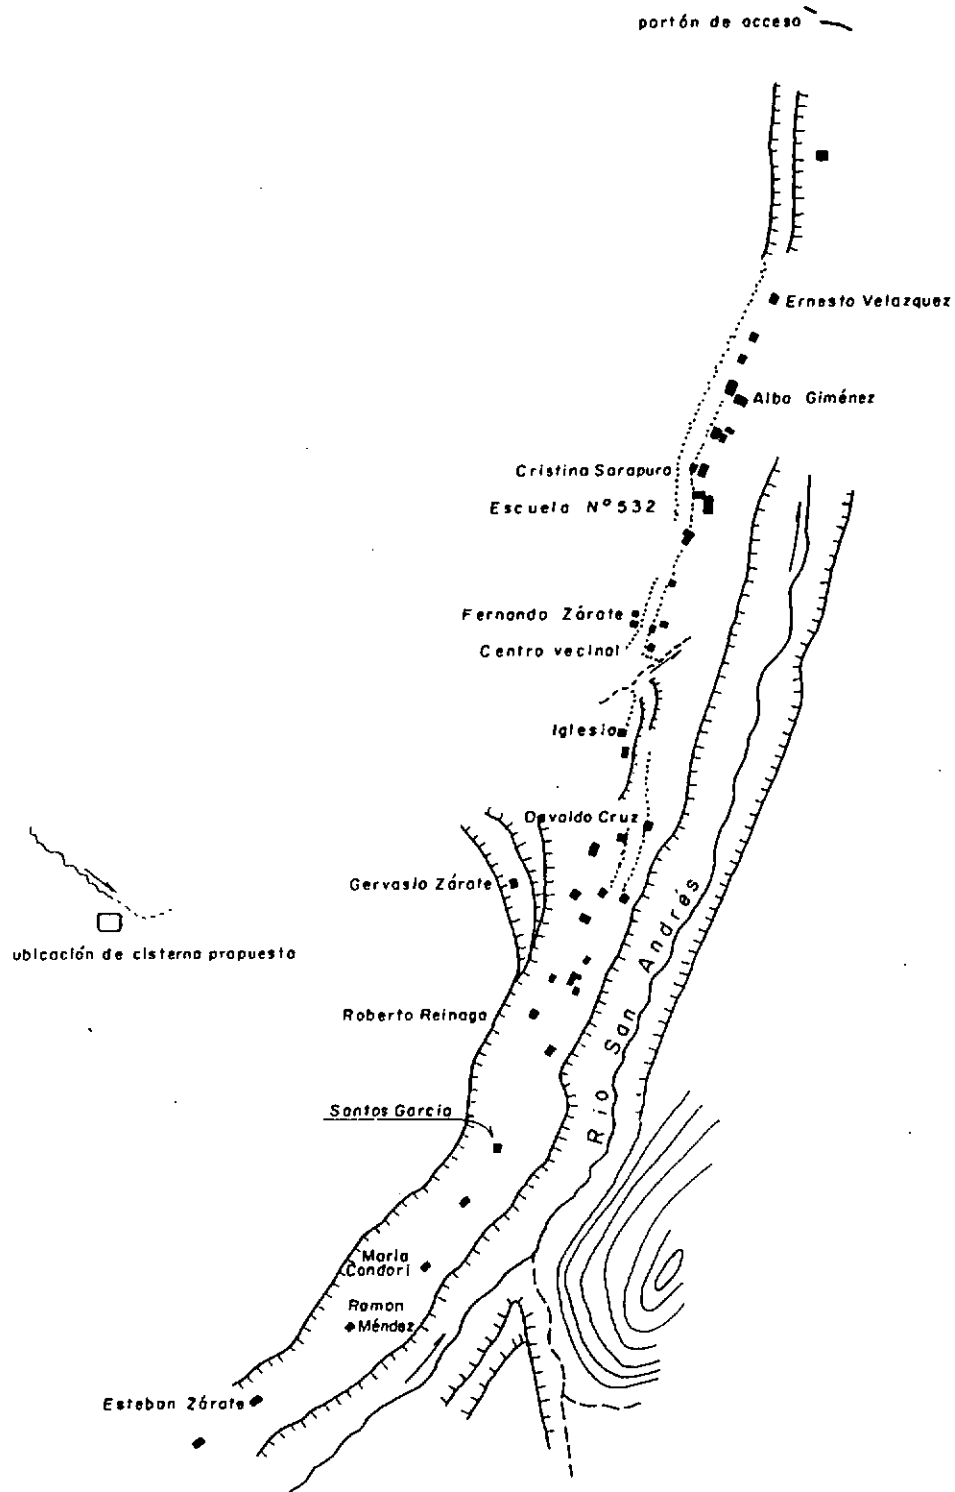 portón de acceso
Ernesto Velazquez
Alba Giménez
Cristina Sarapura
Escuela Nº 532
Fernando Zárate
Centro vecinal
Iglesia
Osvaldo Cruz
Gervasio Zárate
ubicación de cisterna propuesta
Río San Andrés
Roberto Reinaga
Santos García
María
Condori
Ramon
Méndez
Esteban Zárate